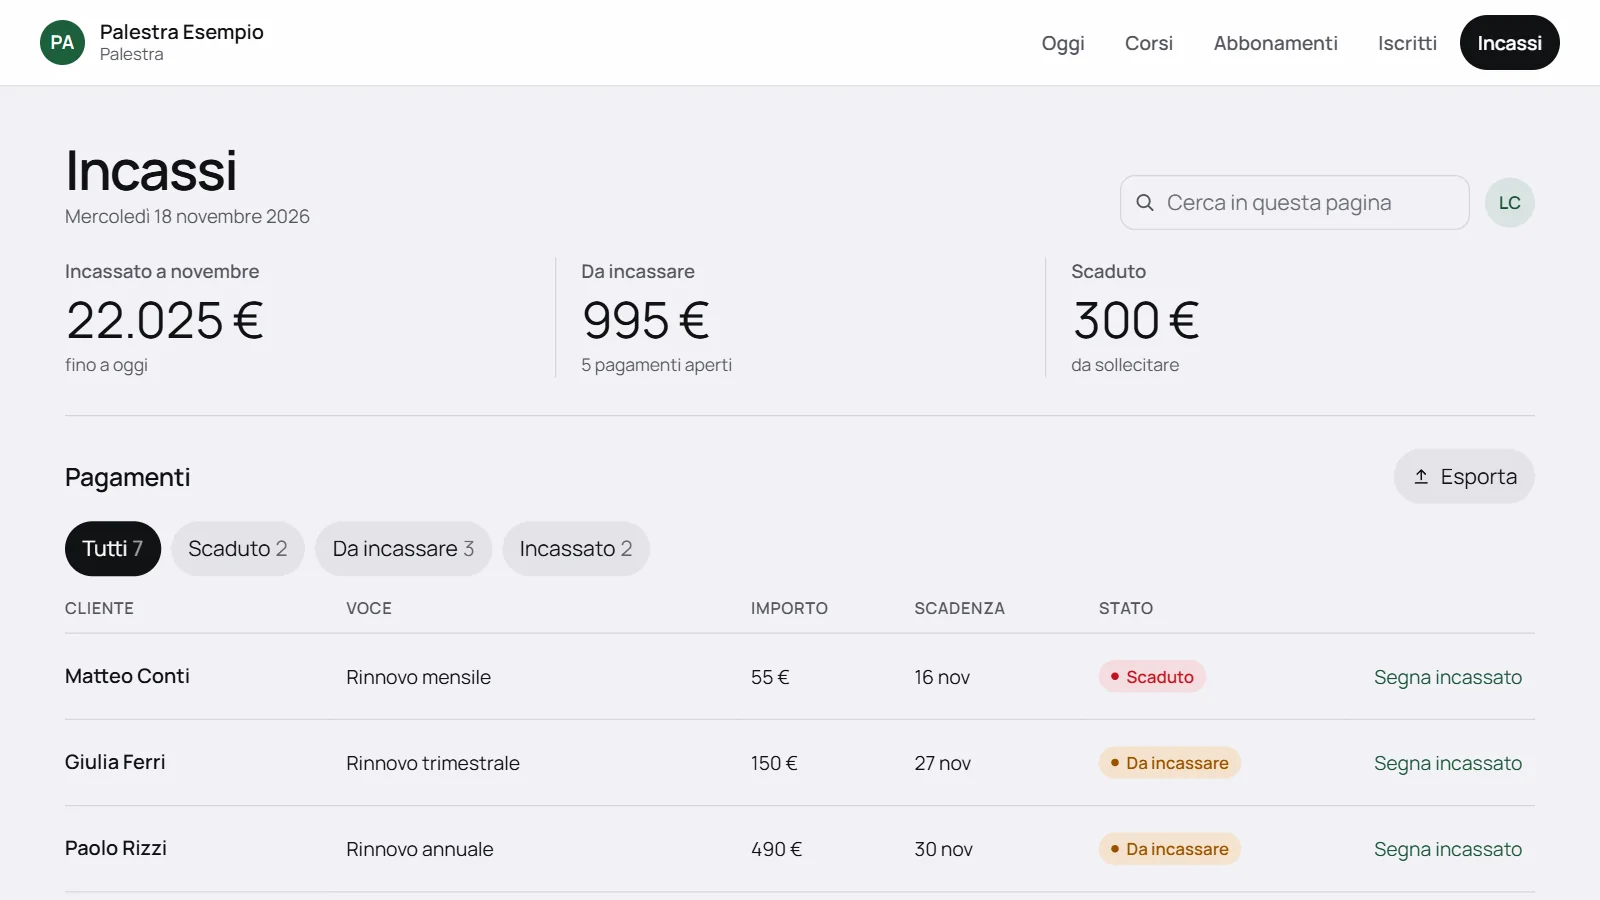 PA
Palestra Esempio
Palestra
Oggi
Corsi
Abbonamenti
Iscritti
Incassi
Incassi
Mercoledì 18 novembre 2026
Cerca in questa pagina
LC
Incassato a novembre
22.025 €
fino a oggi
Da incassare
995 €
5 pagamenti aperti
Scaduto
300 €
da sollecitare
Pagamenti
Esporta
Tutti 7
Scaduto 2
Da incassare 3
Incassato 2
CLIENTE VOCE IMPORTO SCADENZA STATO
Matteo Conti Rinnovo mensile 55 € 16 nov Scaduto Segna incassato
Giulia Ferri Rinnovo trimestrale 150 € 27 nov Da incassare Segna incassato
Paolo Rizzi Rinnovo annuale 490 € 30 nov Da incassare Segna incassato